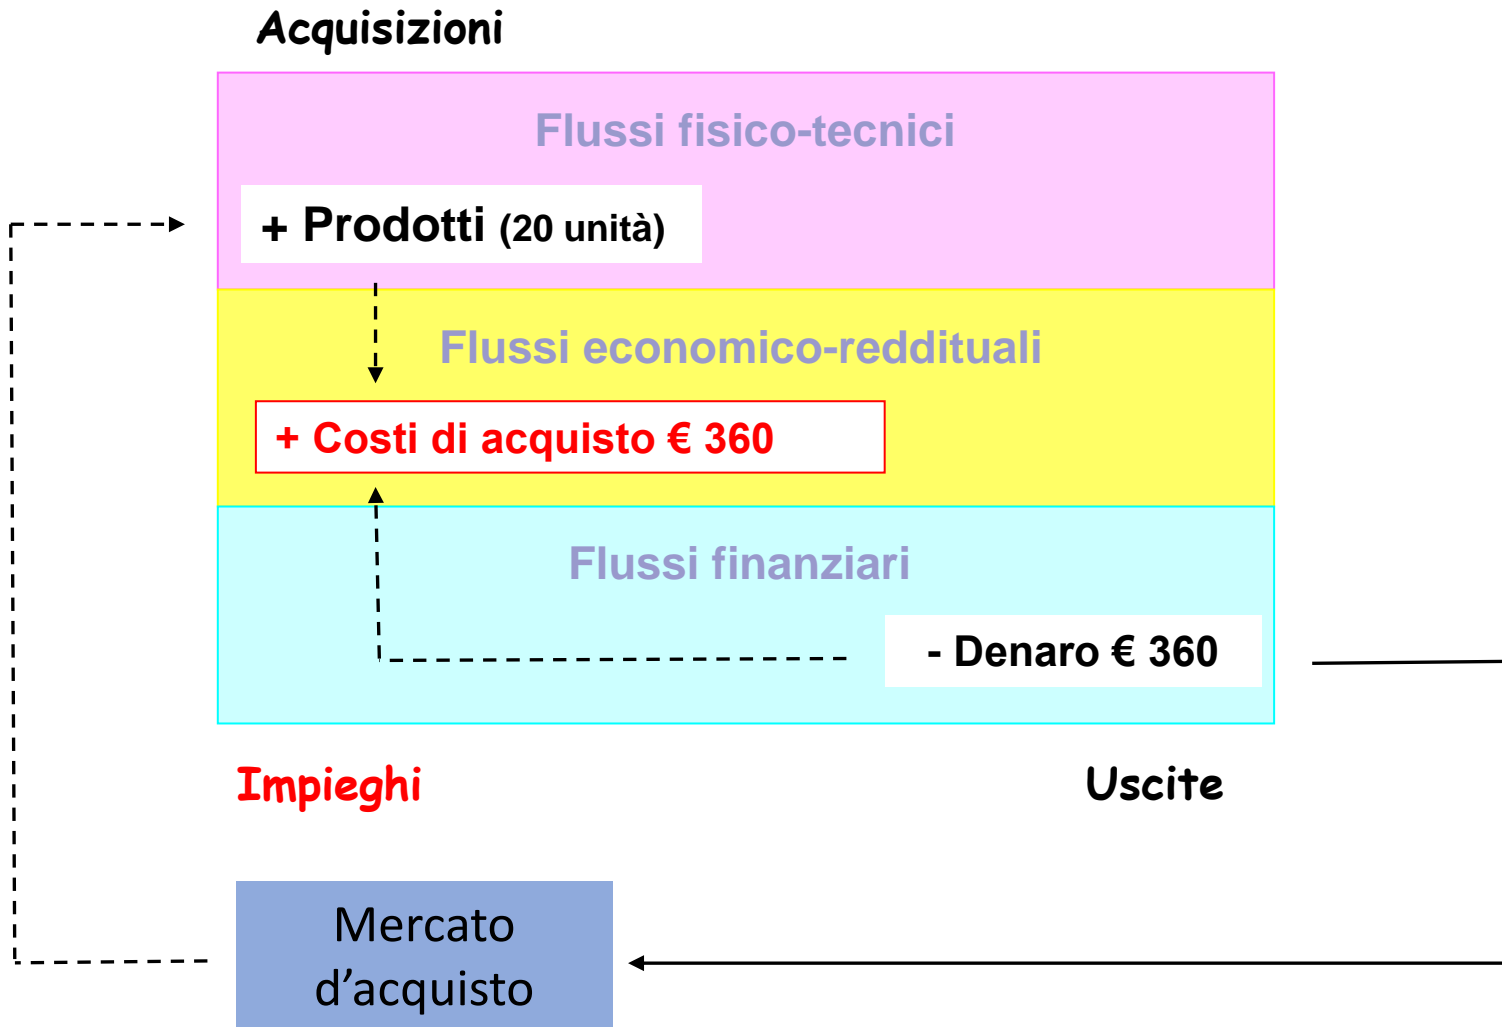 Acquisizioni
Flussi fisico-tecnici
+ Prodotti (20 unità)
Flussi economico-reddituali
+ Costi di acquisto € 360
Flussi finanziari
- Denaro € 360
Impieghi
Uscite
Mercato
d’acquisto